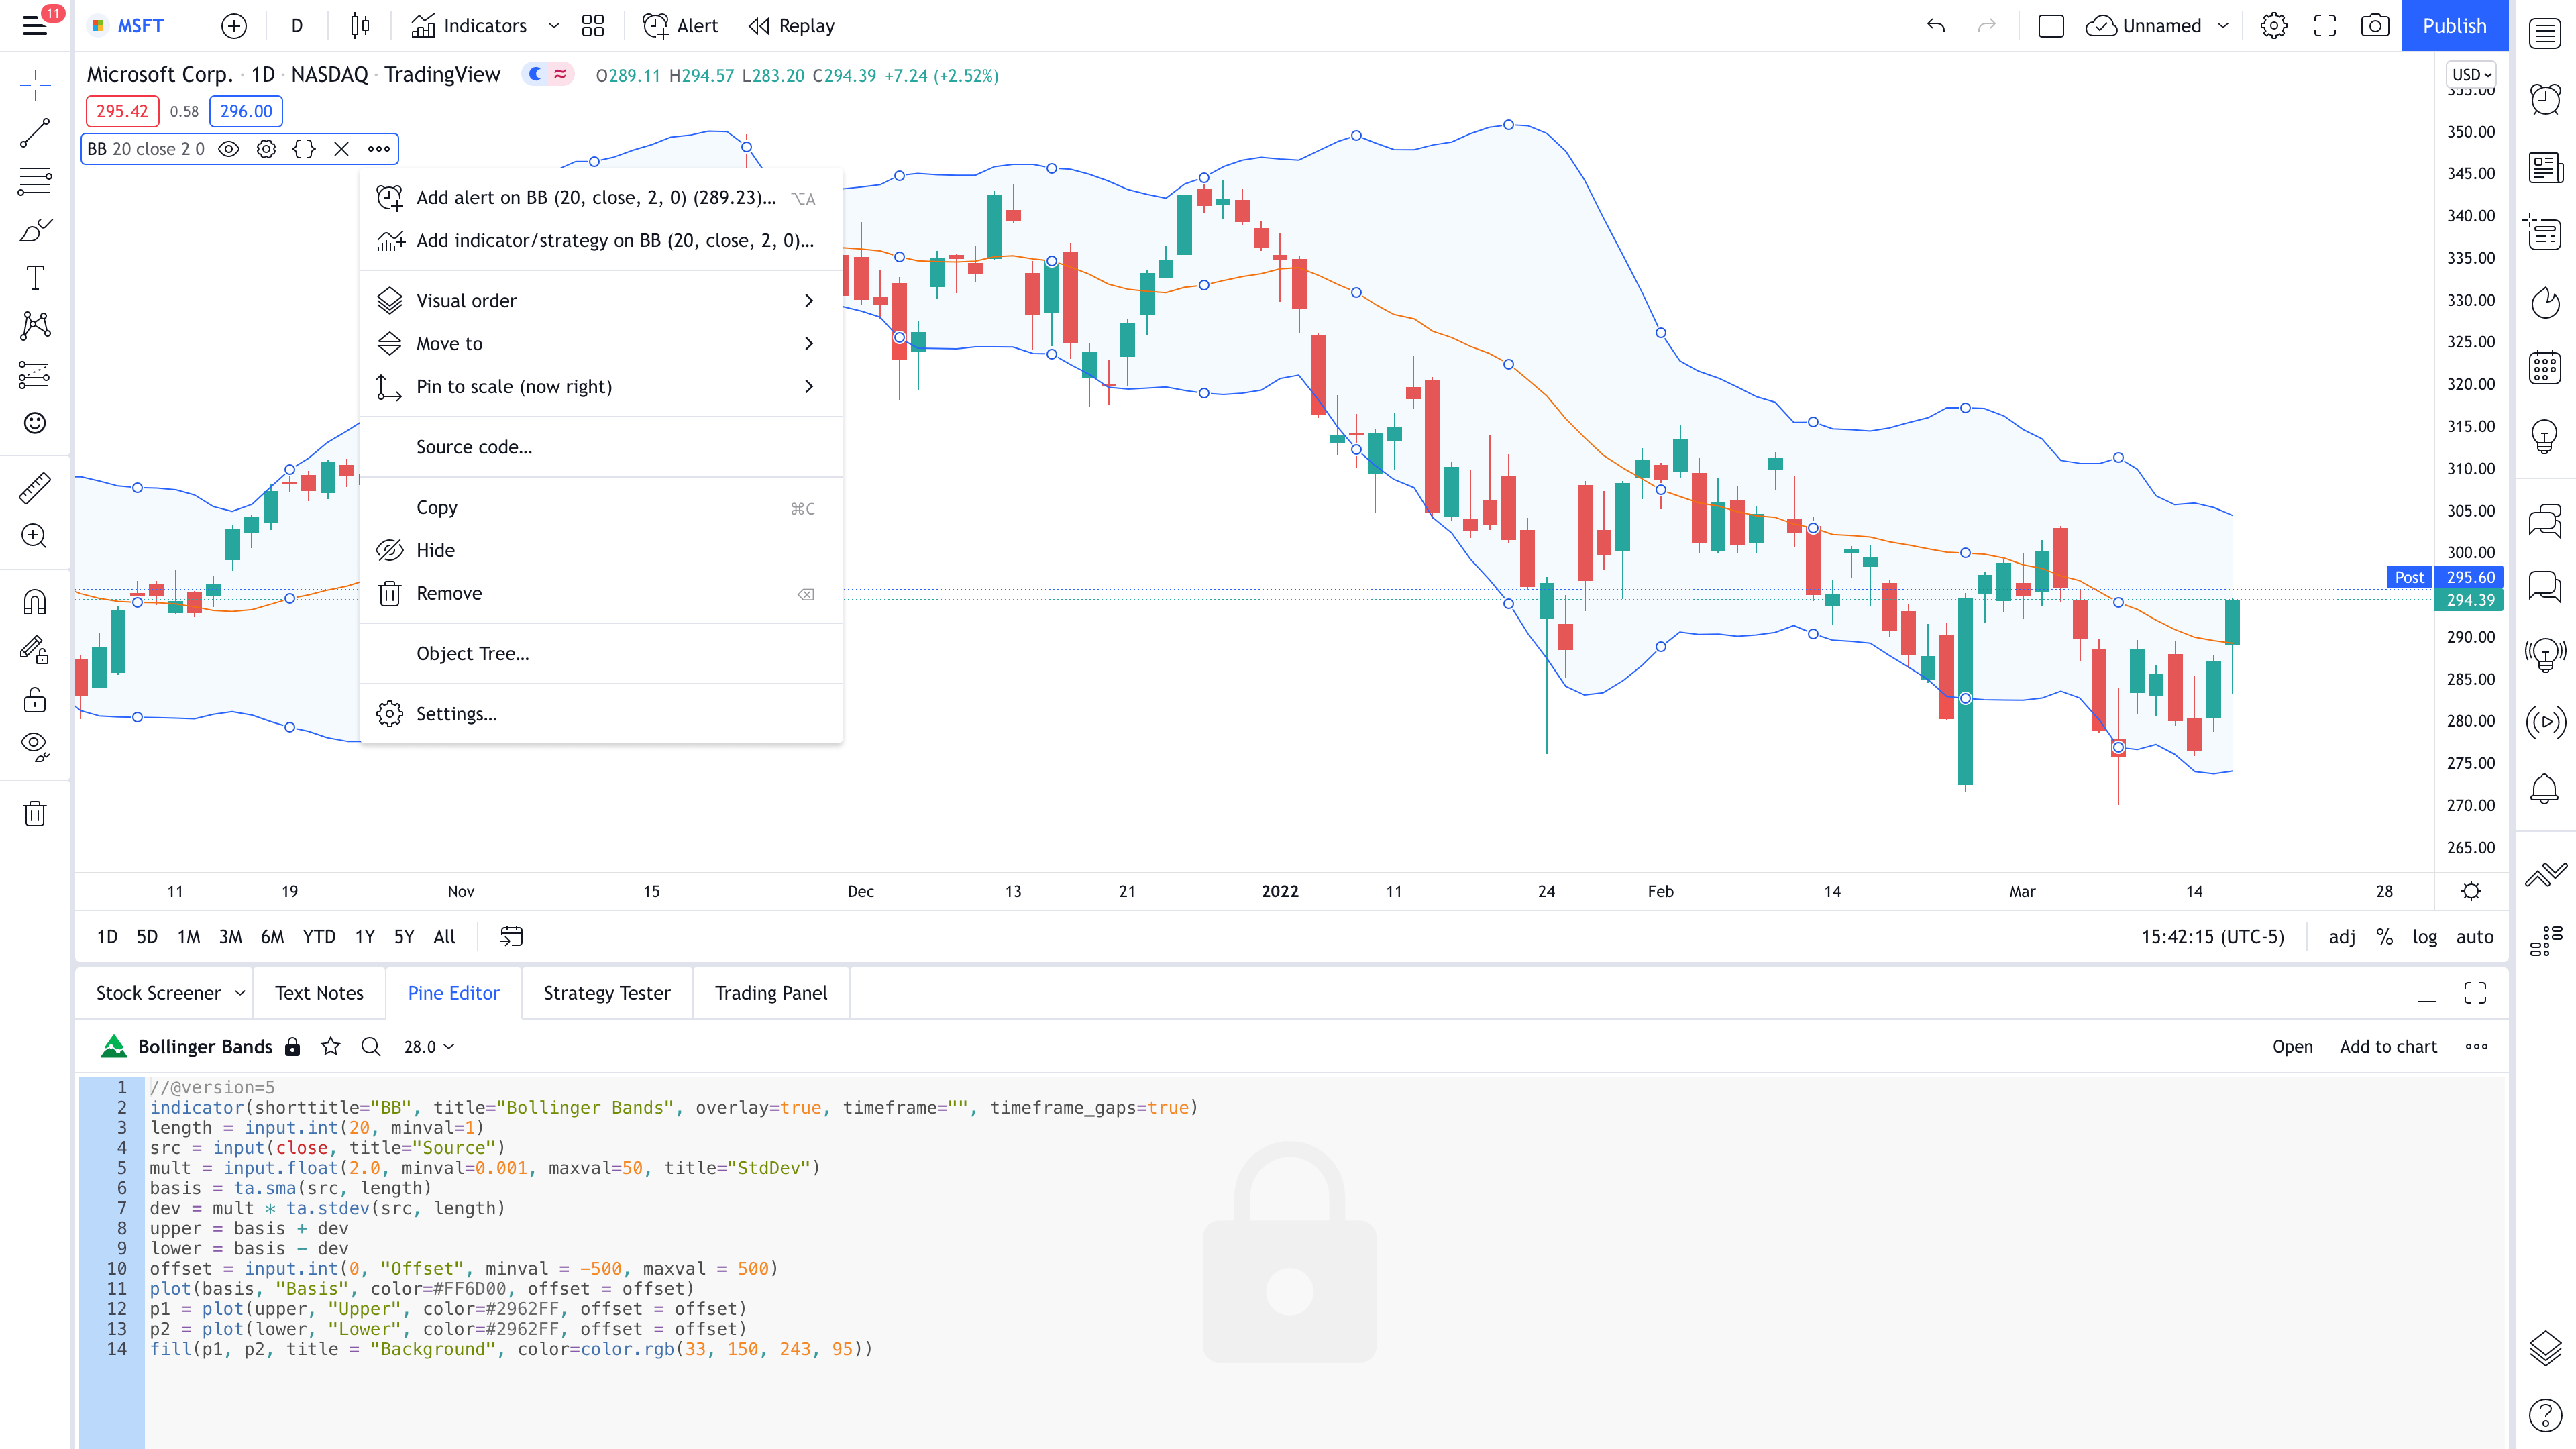 11
MSFT
D
Indicators
Alert
Replay
Unnamed
Publish
Microsoft Corp. · 1D · NASDAQ · TradingView
O289.11 H294.57 L283.20 C294.39 +7.24 (+2.52%)
USD
355.00
295.42 0.58 296.00
BB 20 close 2 0
Add alert on BB (20, close, 2, 0) (289.23)... ⌥A
Add indicator/strategy on BB (20, close, 2, 0)...
Visual order
Move to
Pin to scale (now right)
Source code...
Copy ⌘C
Hide
Remove
Object Tree...
Settings...
350.00
345.00
340.00
335.00
330.00
325.00
320.00
315.00
310.00
305.00
300.00
Post 295.60
294.39
290.00
285.00
280.00
275.00
270.00
265.00
11 19 Nov 15 Dec 13 21 2022 11 24 Feb 14 Mar 14 28
1D 5D 1M 3M 6M YTD 1Y 5Y All
15:42:15 (UTC-5) adj % log auto
Stock Screener Text Notes Pine Editor Strategy Tester Trading Panel
Bollinger Bands 28.0 Open Add to chart
1 //@version=5
2 indicator(shorttitle="BB", title="Bollinger Bands", overlay=true, timeframe="", timeframe_gaps=true)
3 length = input.int(20, minval=1)
4 src = input(close, title="Source")
5 mult = input.float(2.0, minval=0.001, maxval=50, title="StdDev")
6 basis = ta.sma(src, length)
7 dev = mult * ta.stdev(src, length)
8 upper = basis + dev
9 lower = basis - dev
10 offset = input.int(0, "Offset", minval = -500, maxval = 500)
11 plot(basis, "Basis", color=#FF6D00, offset = offset)
12 p1 = plot(upper, "Upper", color=#2962FF, offset = offset)
13 p2 = plot(lower, "Lower", color=#2962FF, offset = offset)
14 fill(p1, p2, title = "Background", color=color.rgb(33, 150, 243, 95))